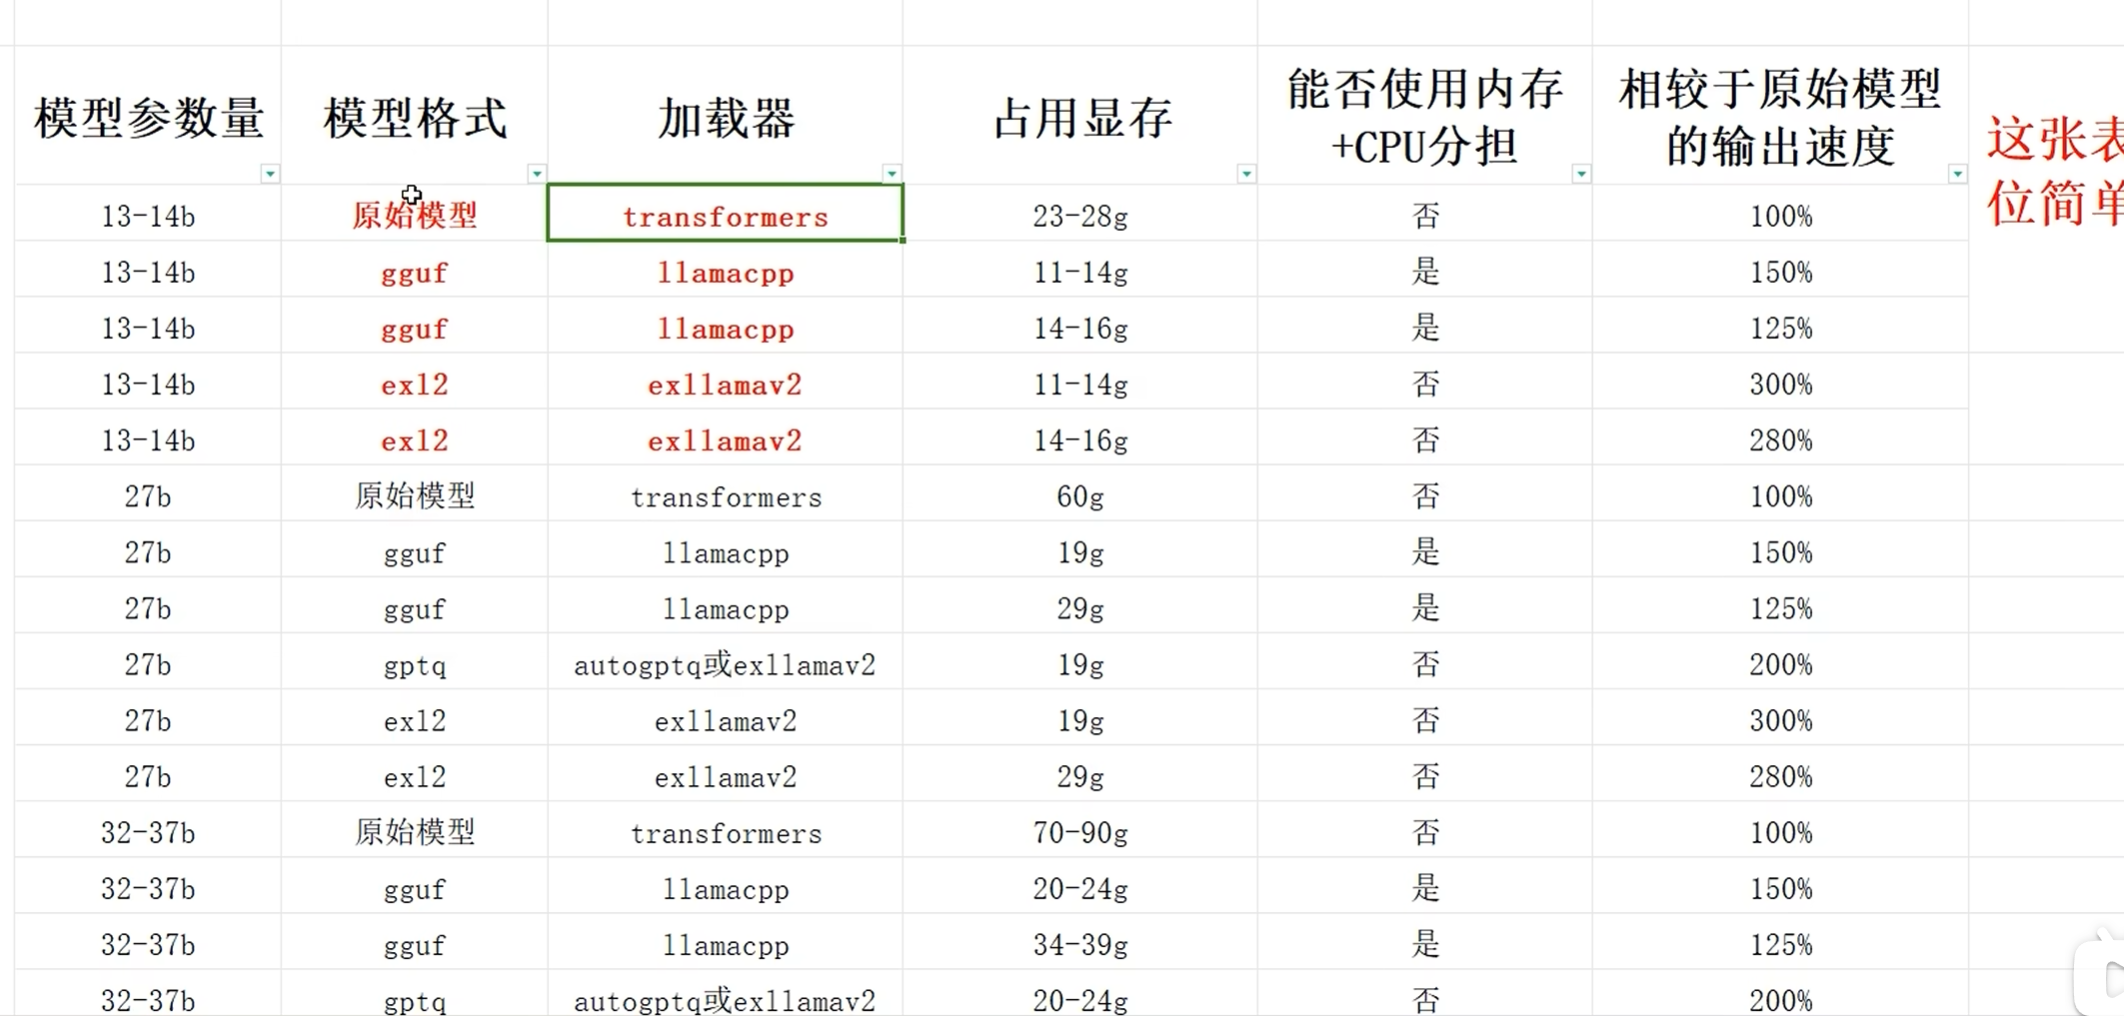 模型参数量 模型格式 加载器 占用显存 能否使用内存 相较于原始模型
+CPU分担 的输出速度
这张表
位简单
13-14b 原始模型 transformers 23-28g 否 100%
13-14b gguf llamacpp 11-14g 是 150%
13-14b gguf llamacpp 14-16g 是 125%
13-14b exl2 exllamav2 11-14g 否 300%
13-14b exl2 exllamav2 14-16g 否 280%
27b 原始模型 transformers 60g 否 100%
27b gguf llamacpp 19g 是 150%
27b gguf llamacpp 29g 是 125%
27b gptq autogptq或exllamav2 19g 否 200%
27b exl2 exllamav2 19g 否 300%
27b exl2 exllamav2 29g 否 280%
32-37b 原始模型 transformers 70-90g 否 100%
32-37b gguf llamacpp 20-24g 是 150%
32-37b gguf llamacpp 34-39g 是 125%
32-37b gptq autogptq或exllamav2 20-24g 否 200%